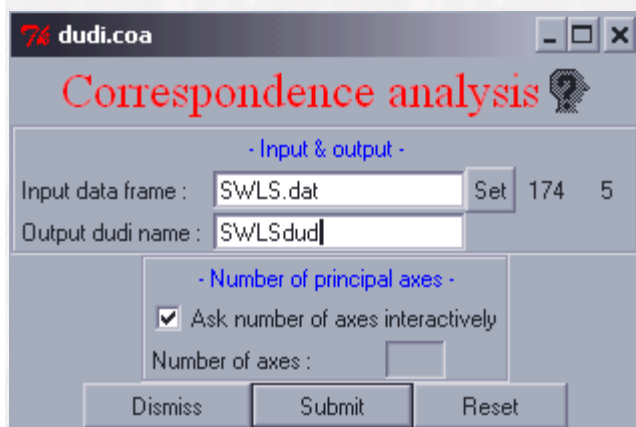 dudi.coa
Correspondence analysis
- Input & output -
Input data frame : SWLS.dat Set 174 5
Output dudi name : SWLSdud
- Number of principal axes -
Ask number of axes interactively
Number of axes :
Dismiss Submit Reset